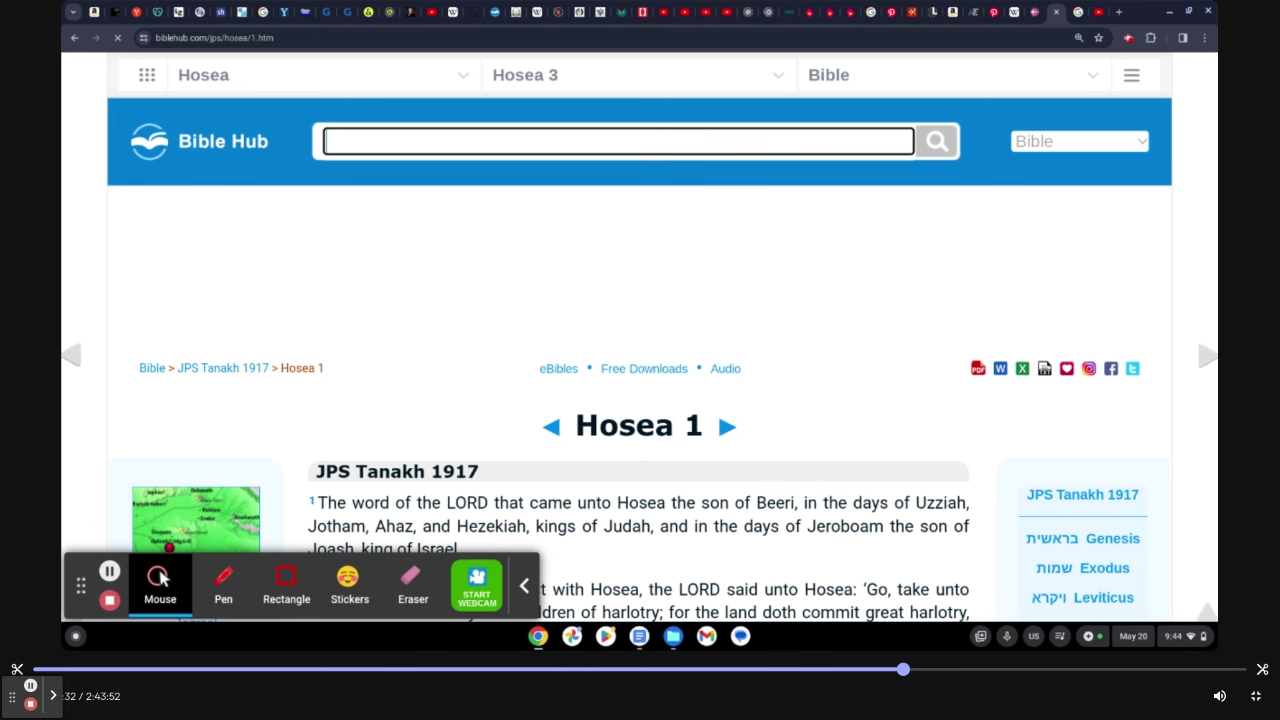 biblehub.com/jps/hosea/1.htm
Hosea
Hosea 3
Bible
Bible Hub
Bible
Bible > JPS Tanakh 1917 > Hosea 1
eBibles • Free Downloads • Audio
◄ Hosea 1 ►
JPS Tanakh 1917
1 The word of the LORD that came unto Hosea the son of Beeri, in the days of Uzziah,
Jotham, Ahaz, and Hezekiah, kings of Judah, and in the days of Jeroboam the son of
Joash, king of Israel.
t with Hosea, the LORD said unto Hosea: ‘Go, take unto
dren of harlotry; for the land doth commit great harlotry,
JPS Tanakh 1917
בראשית Genesis
שמות Exodus
ויקרא Leviticus
Mouse
Pen
Rectangle
Stickers
Eraser
START
WEBCAM
US
May 20
9:44
:32 / 2:43:52